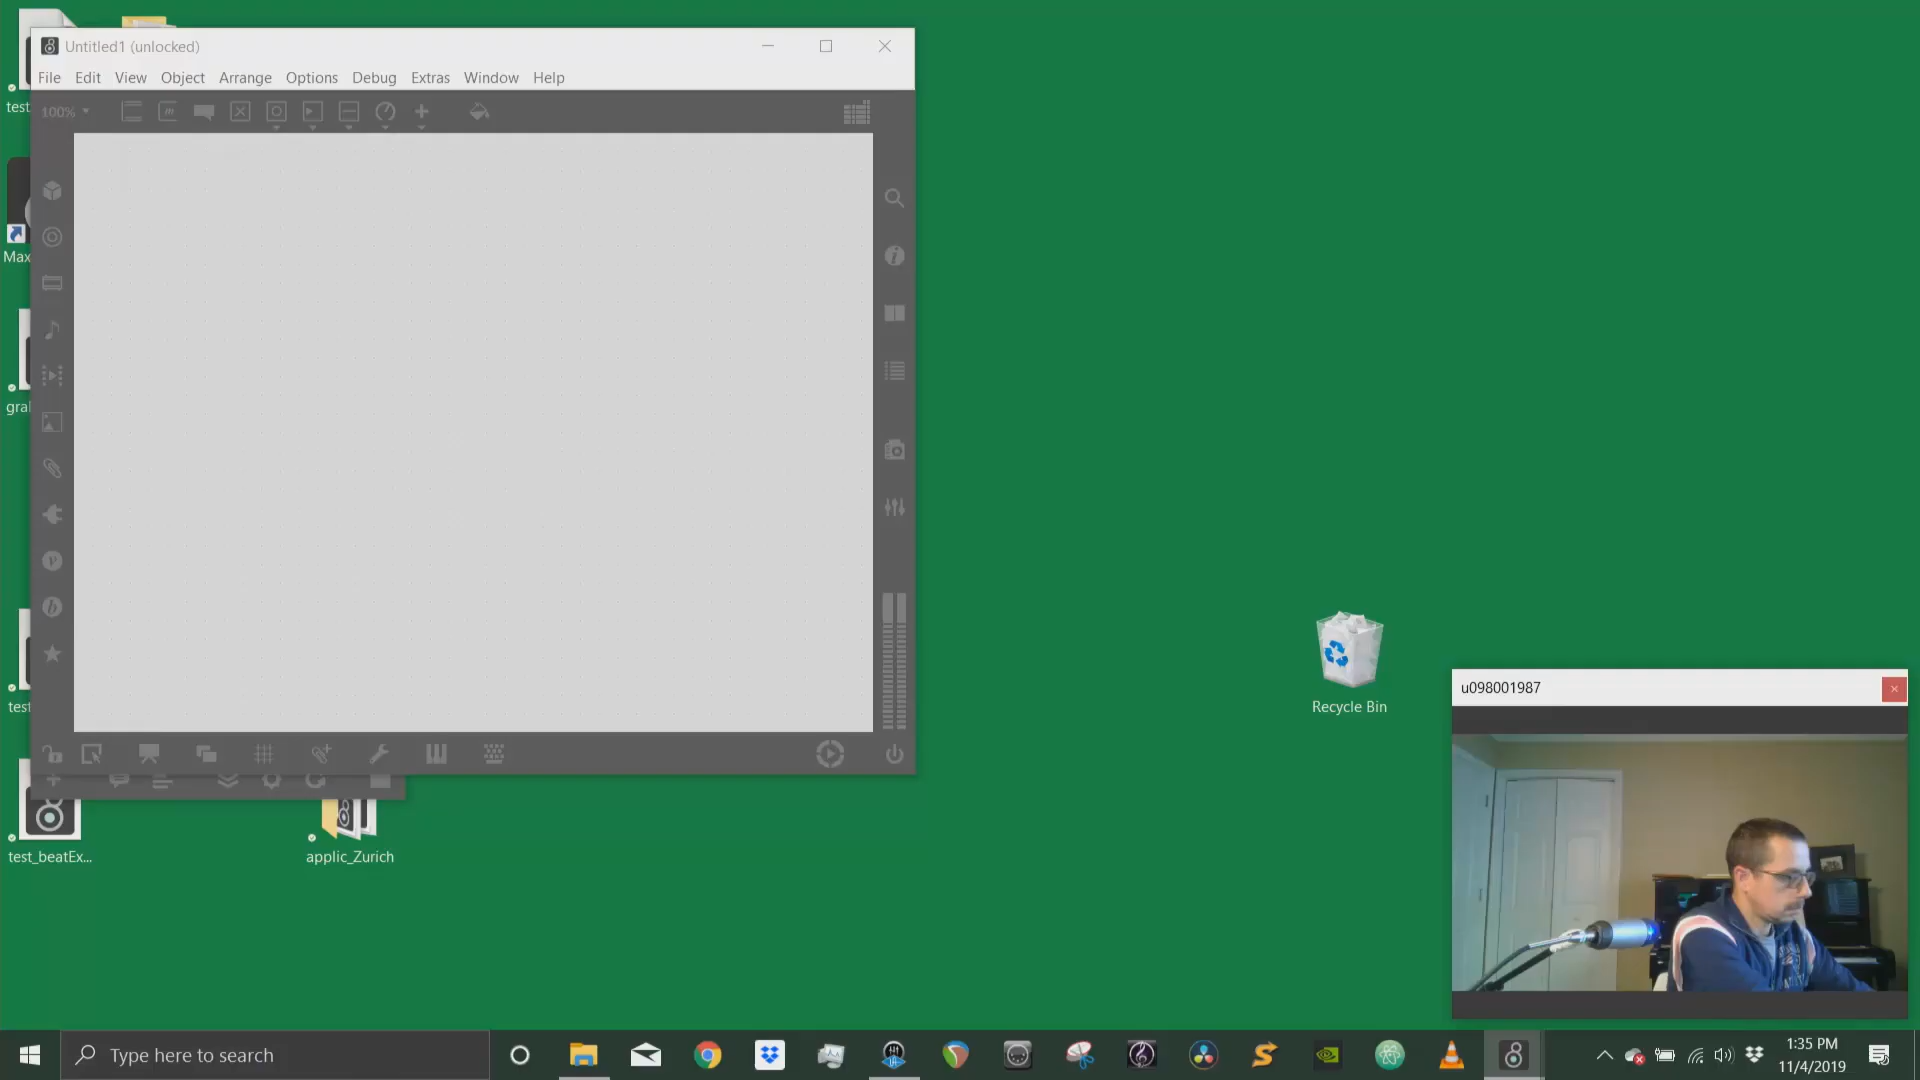 Untitled1 (unlocked)
File Edit View Object Arrange Options Debug Extras Window Help
100%
test
Max
gral
test
test_beatEx...
applic_Zurich
Recycle Bin
u098001987
Type here to search
1:35 PM
11/4/2019